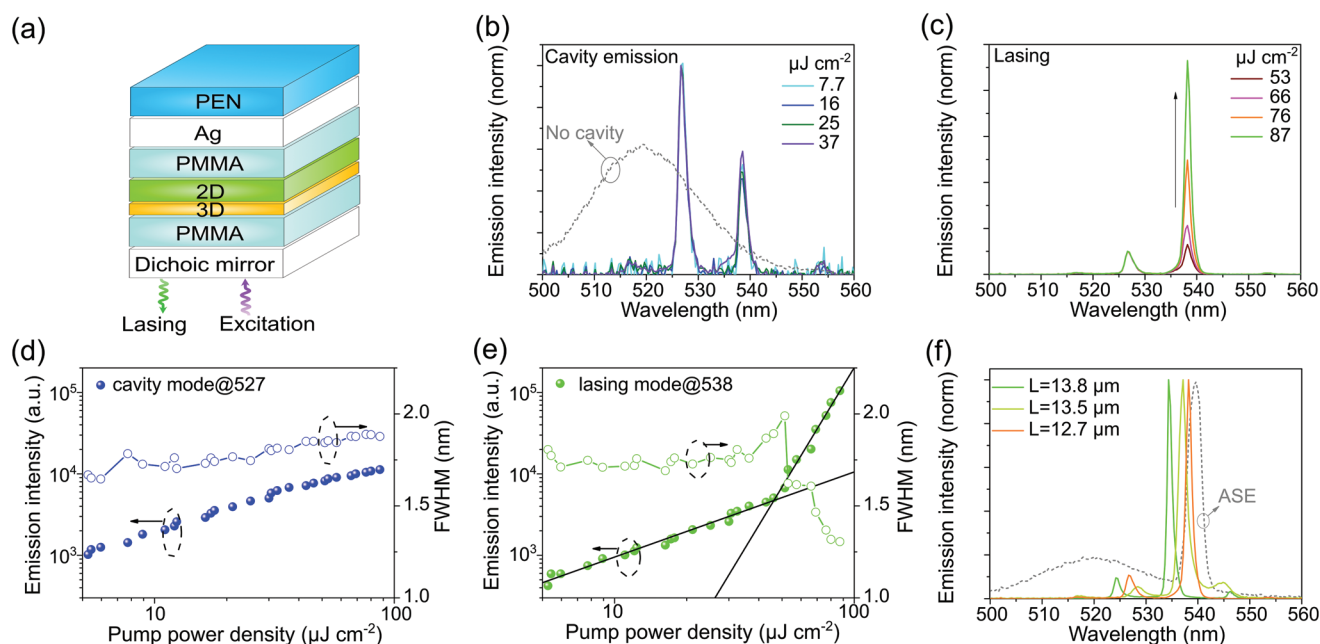 (a)
PEN
Ag
PMMA
2D
3D
PMMA
Dichoic mirror
Lasing
Excitation
(b)
Emission intensity (norm)
Cavity emission
µJ cm-2
7.7
16
25
37
No cavity
500 510 520 530 540 550 560
Wavelength (nm)
(c)
Emission intensity (norm)
Lasing
µJ cm-2
53
66
76
87
500 510 520 530 540 550 560
Wavelength (nm)
(d)
Emission intensity (a.u.)
10^5
10^4
10^3
cavity mode@527
2.0
1.5
1.0
FWHM (nm)
10 100
Pump power density (µJ cm-2)
(e)
Emission intensity (a.u.)
10^5
10^4
10^3
lasing mode@538
2.0
1.5
1.0
FWHM (nm)
10 100
Pump power density (µJ cm-2)
(f)
Emission intensity (norm)
L=13.8 µm
L=13.5 µm
L=12.7 µm
ASE
500 510 520 530 540 550 560
Wavelength (nm)